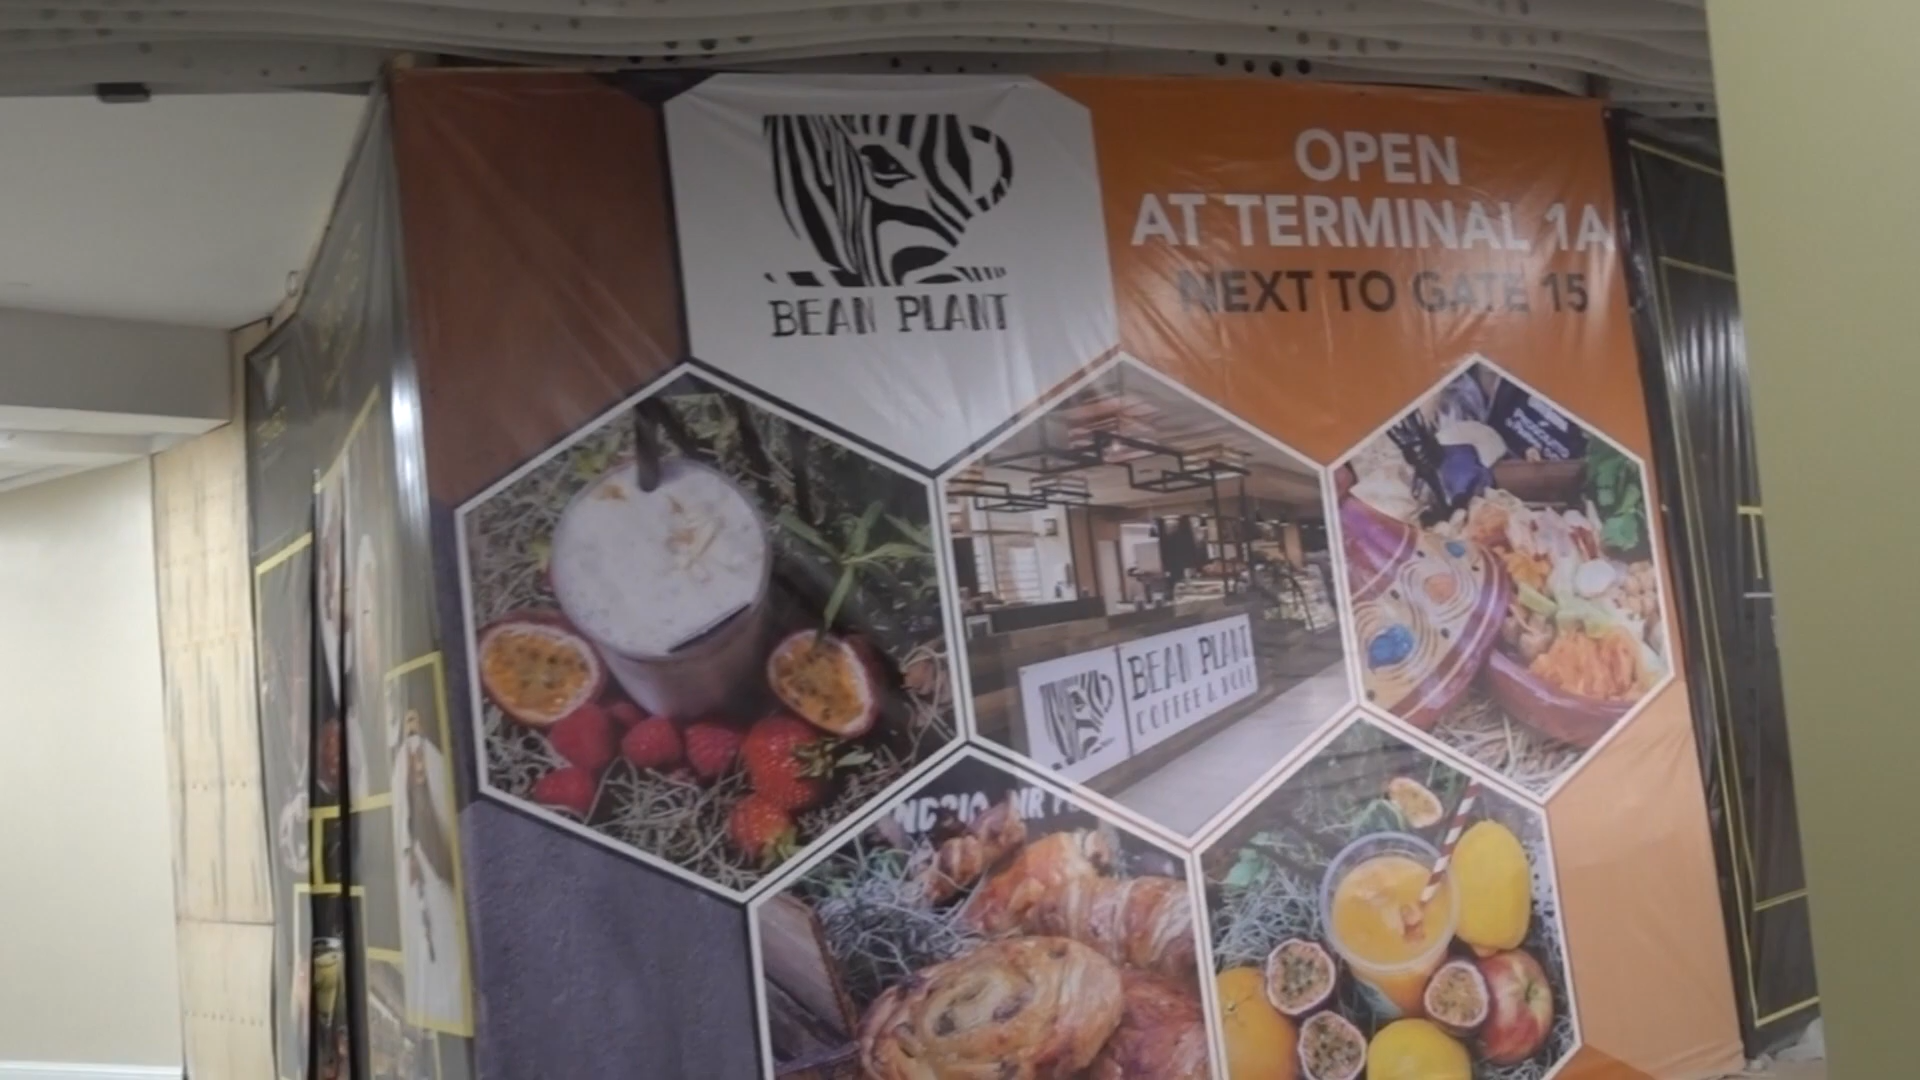 BEAN PLANT
OPEN
AT TERMINAL 1A
NEXT TO GATE 15
BEAN PLANT
COFFEE &